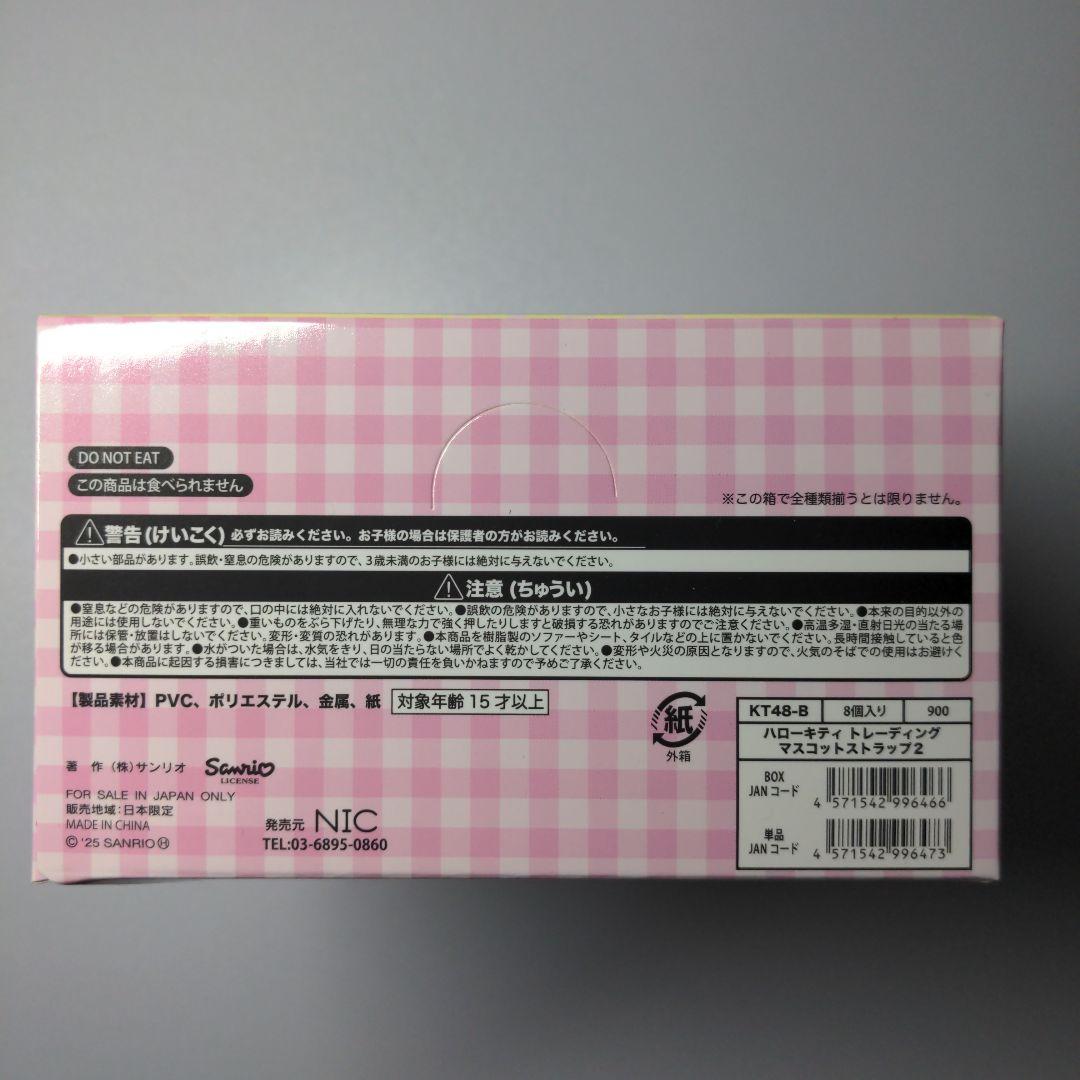 DO NOT EAT
この商品は食べられません
※この箱で全種類揃うとは限りません。
警告(けいこく) 必ずお読みください。お子様の場合は保護者の方がお読みください。
●小さい部品があります。誤飲・窒息の危険がありますので、3歳未満のお子様には絶対に与えないでください。
注意(ちゅうい)
●窒息などの危険がありますので、口の中には絶対に入れないでください。●誤飲の危険がありますので、小さなお子様には絶対に与えないでください。●本来の目的以外の
用途には使用しないでください。●重いものをぶら下げたり、無理な力で強く押したりしますと破損する恐れがありますのでご注意ください。●高温多湿・直射日光の当たる場
所には保管・放置はしないでください。変形・変質の恐れがあります。●本商品を樹脂製のソファーやシート、タイルなどの上に置かないでください。長時間接触していると色
が移る場合があります。●水がついた場合は、水気をきり、日の当たらない場所でよく乾かしてください。●変形や火災の原因となりますので、火気のそばでの使用はお避けく
ださい。●本商品に起因する損害につきましては、当社では一切の責任を負いかねますので予めご了承ください。
【製品素材】PVC、ポリエステル、金属、紙 対象年齢15才以上
紙
外箱
KT48-B 8個入り 900
ハローキティ トレーディング
マスコットストラップ2
BOX
JANコード
4 571542 996466
単品
JANコード
4 571542 996473
著 作 (株)サンリオ Sanrio
LICENSE
FOR SALE IN JAPAN ONLY
販売地域:日本限定
MADE IN CHINA
© '25 SANRIO Ⓗ
発売元 NIC
TEL:03-6895-0860